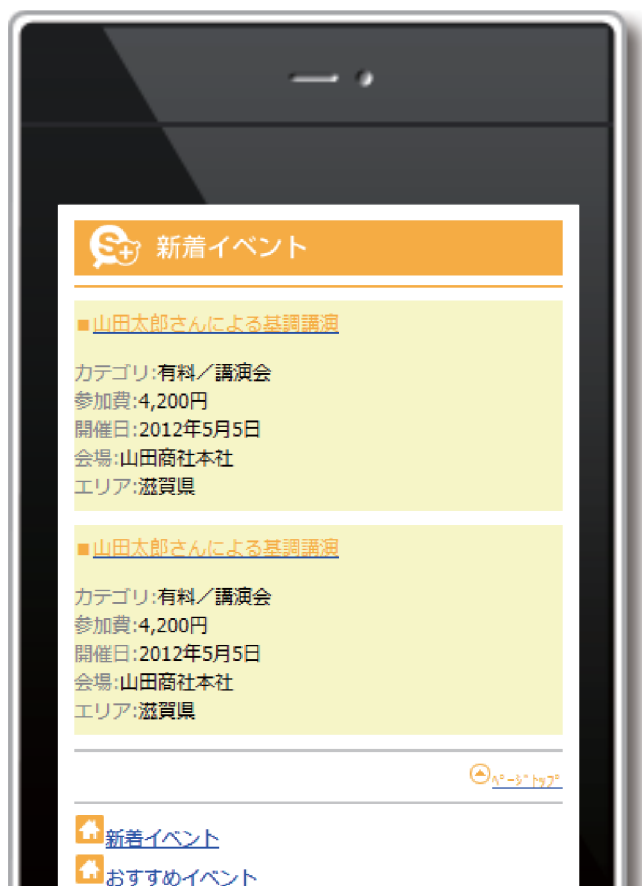 S+ 新着イベント
■山田太郎さんによる基調講演
カテゴリ:有料／講演会
参加費:4,200円
開催日:2012年5月5日
会場:山田商社本社
エリア:滋賀県
■山田太郎さんによる基調講演
カテゴリ:有料／講演会
参加費:4,200円
開催日:2012年5月5日
会場:山田商社本社
エリア:滋賀県
ﾍﾟｰｼﾞﾄｯﾌﾟ
新着イベント
おすすめイベント